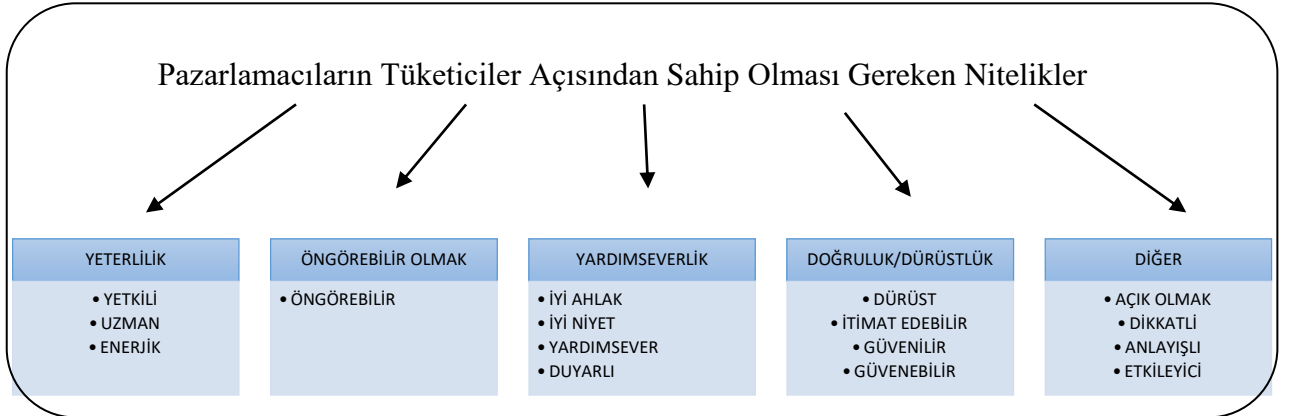 Pazarlamacıların Tüketiciler Açısından Sahip Olması Gereken Nitelikler
YETERLİLİK
• YETKİLİ
• UZMAN
• ENERJİK
ÖNGÖREBİLİR OLMAK
• ÖNGÖREBİLİR
YARDIMSEVERLİK
• İYİ AHLAK
• İYİ NİYET
• YARDIMSEVER
• DUYARLI
DOĞRULUK/DÜRÜSTLÜK
• DÜRÜST
• İTİMAT EDEBİLİR
• GÜVENİLİR
• GÜVENEBİLİR
DİĞER
• AÇIK OLMAK
• DİKKATLİ
• ANLAYIŞLI
• ETKİLEYİCİ